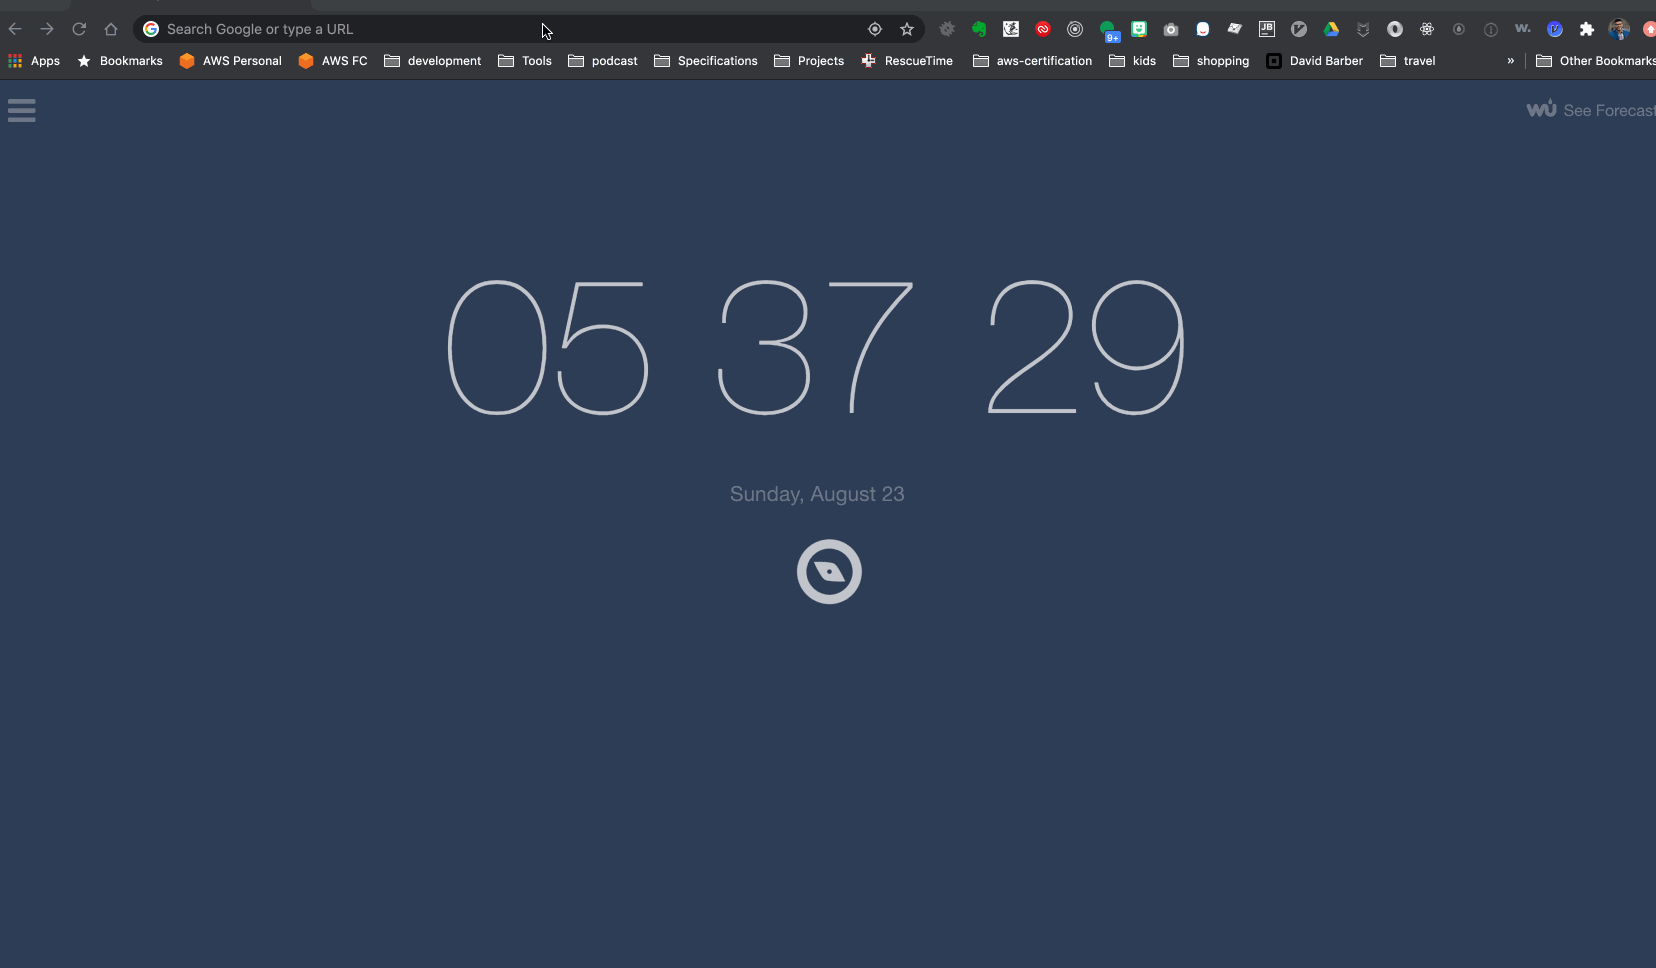 Search Google or type a URL
9+
JB
w.
Apps Bookmarks AWS Personal AWS FC development Tools podcast Specifications Projects RescueTime aws-certification kids shopping David Barber travel » Other Bookmarks
wu See Forecast
05 37 29
Sunday, August 23